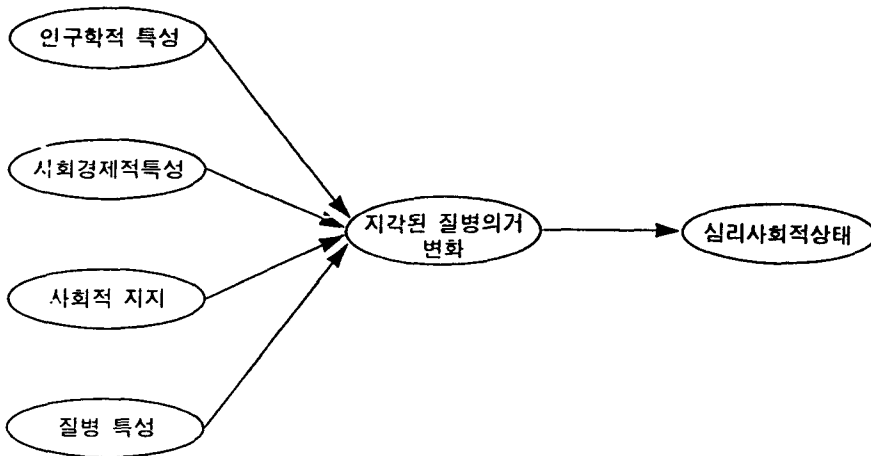 인구학적 특성
사회경제적특성
지각된 질병의거
변화
심리사회적상태
사회적 지지
질병 특성